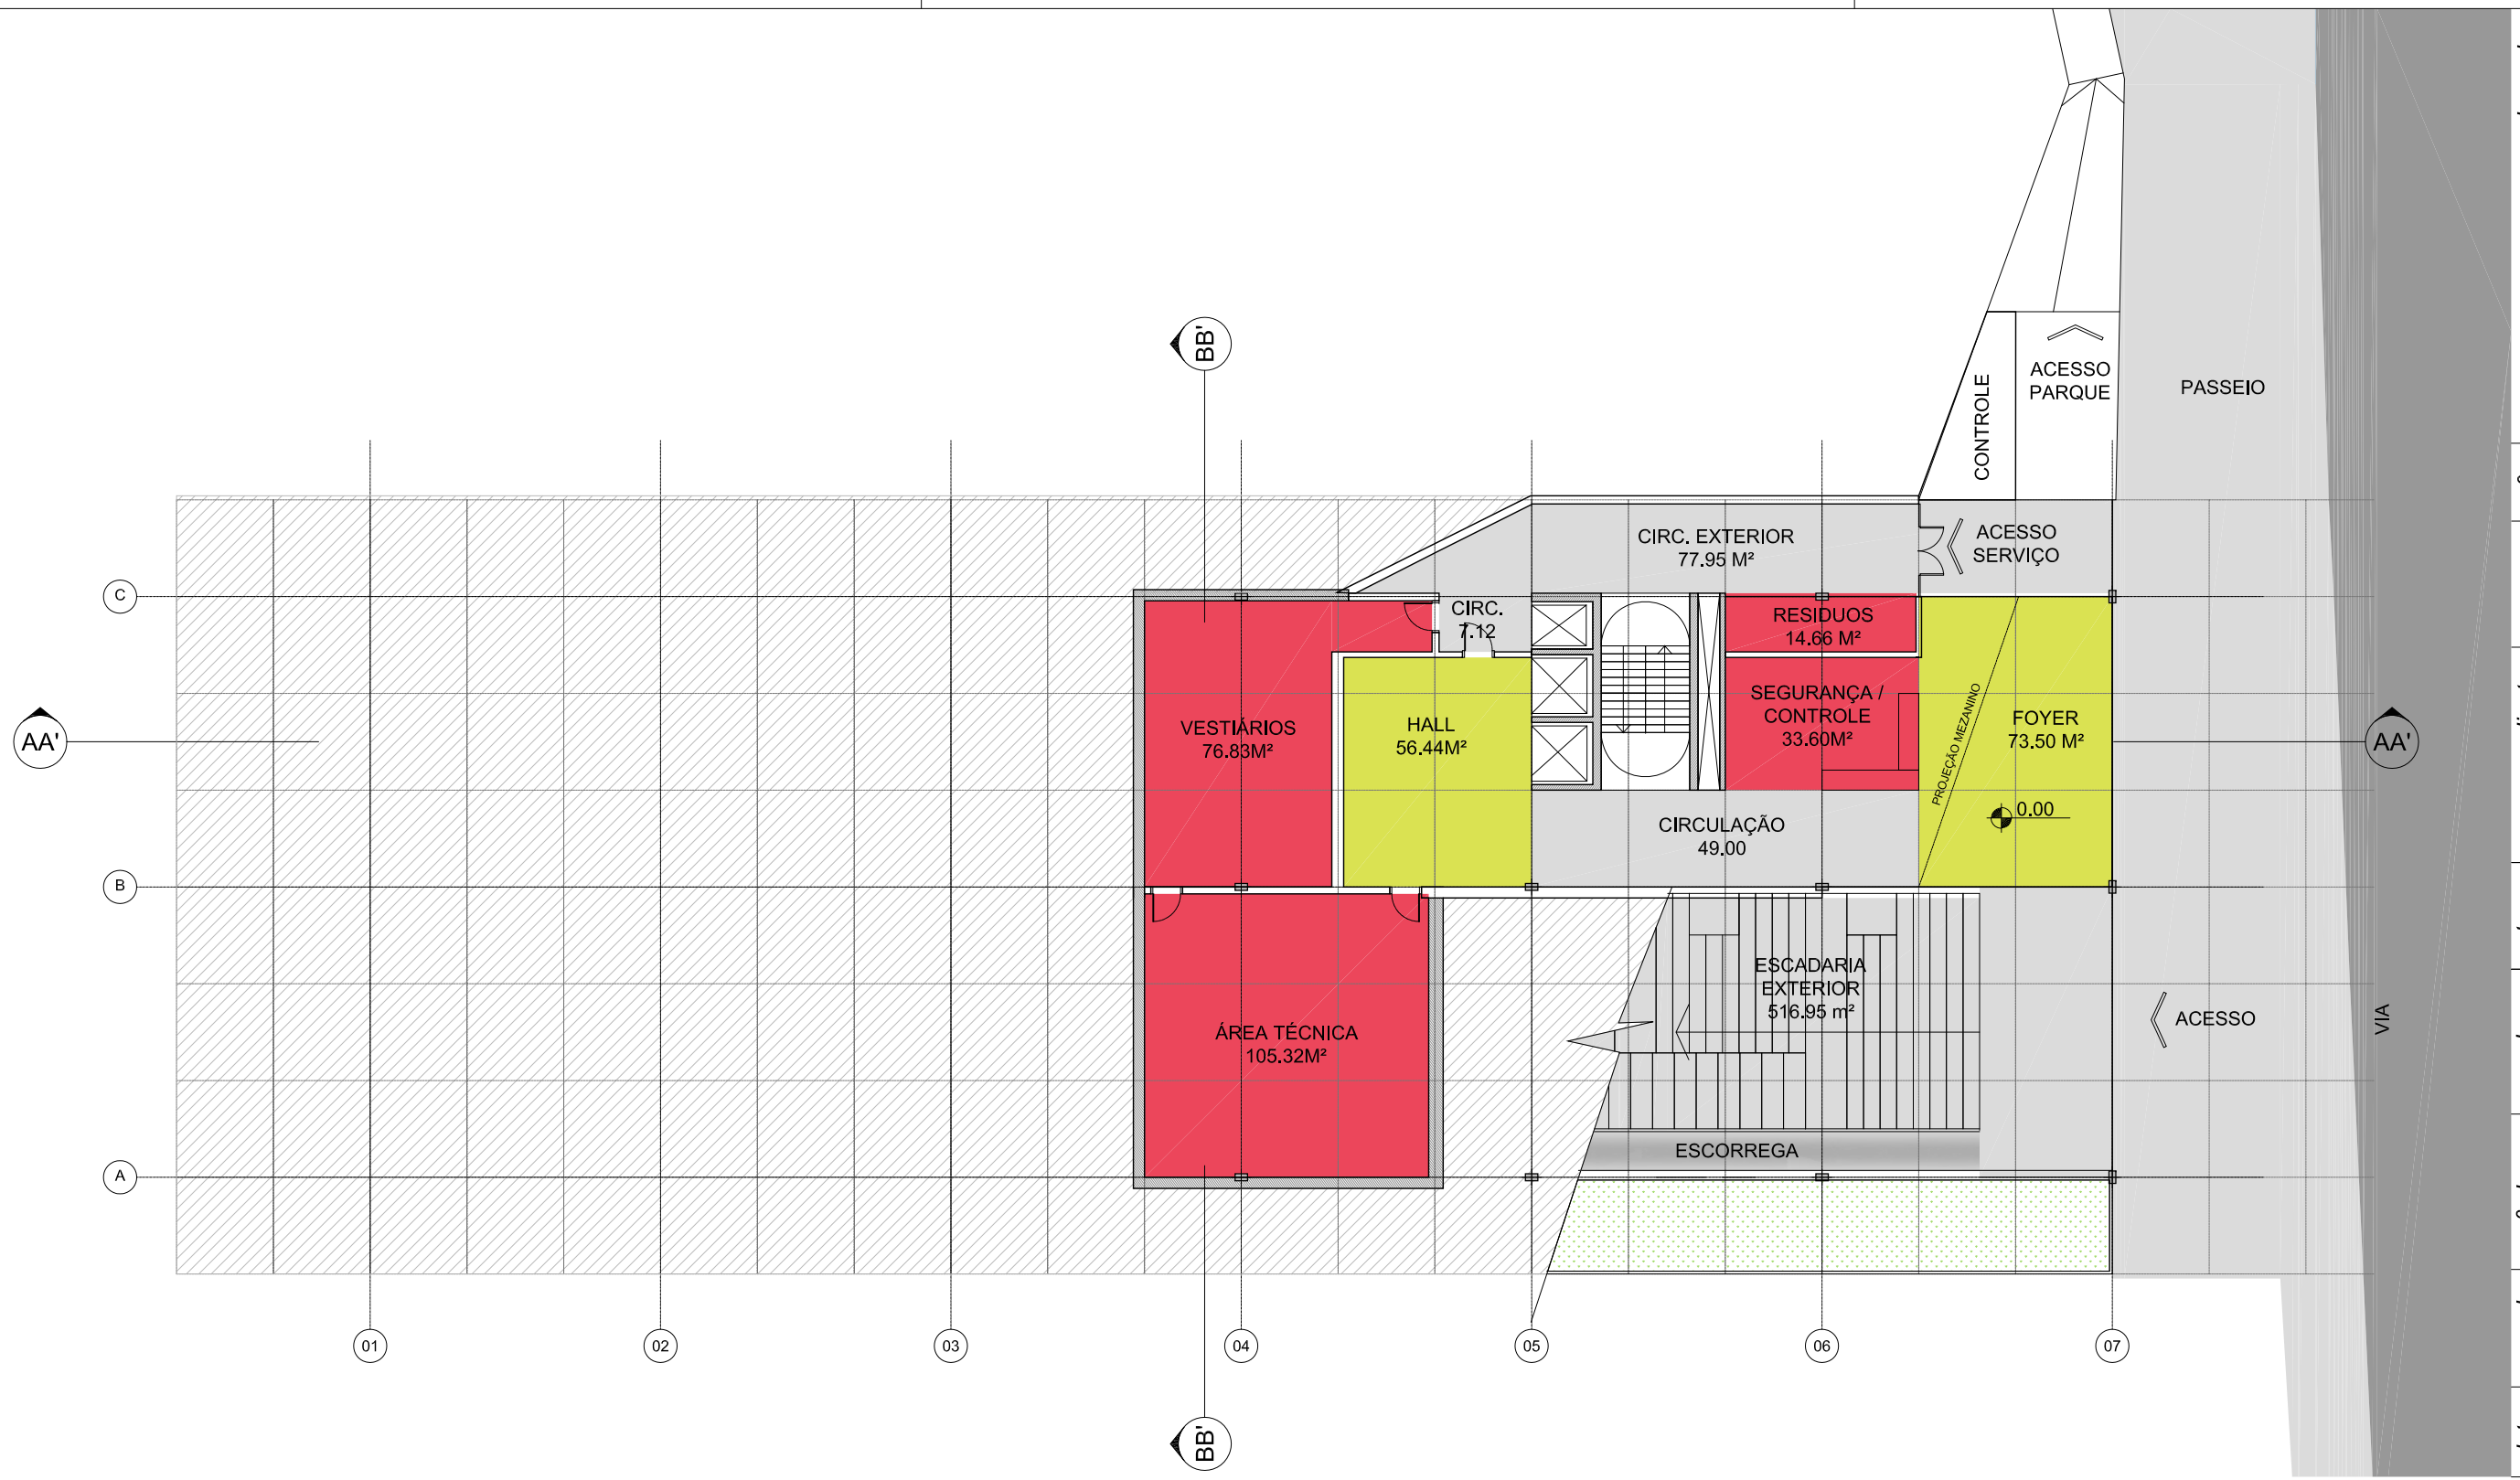 BB'
CONTROLE
ACESSO
PARQUE
PASSEIO
CIRC. EXTERIOR
77.95 M²
ACESSO
SERVIÇO
C
CIRC.
7.12
RESIDUOS
14.66 M²
VESTIÁRIOS
76.83M²
HALL
56.44M²
SEGURANÇA /
CONTROLE
33.60M²
PROJEÇÃO MEZANINO
FOYER
73.50 M²
AA'
AA'
0.00
CIRCULAÇÃO
49.00
B
ESCADARIA
EXTERIOR
516.95 m²
ÁREA TÉCNICA
105.32M²
ACESSO
VIA
ESCORREGA
A
01
02
03
04
05
06
07
BB'